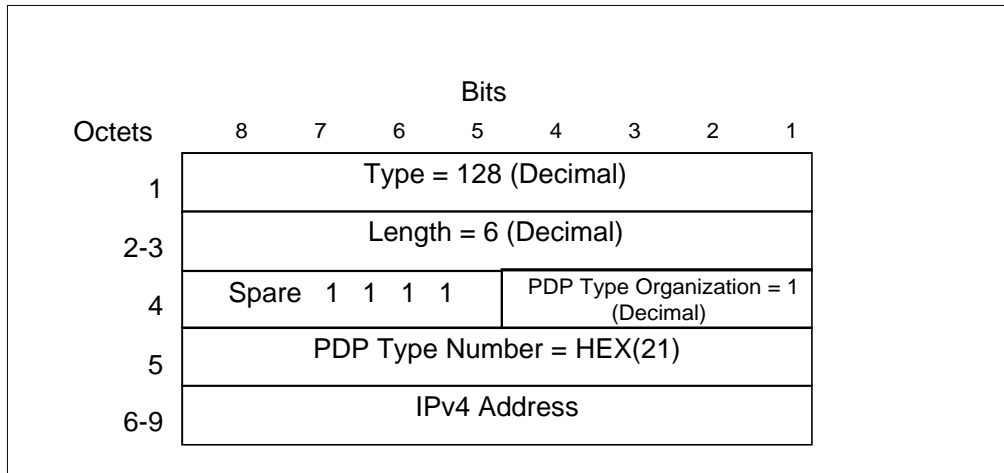 Bits
Octets 8 7 6 5 4 3 2 1
1 Type = 128 (Decimal)
2-3 Length = 6 (Decimal)
4 Spare 1 1 1 1 PDP Type Organization = 1
(Decimal)
5 PDP Type Number = HEX(21)
6-9 IPv4 Address